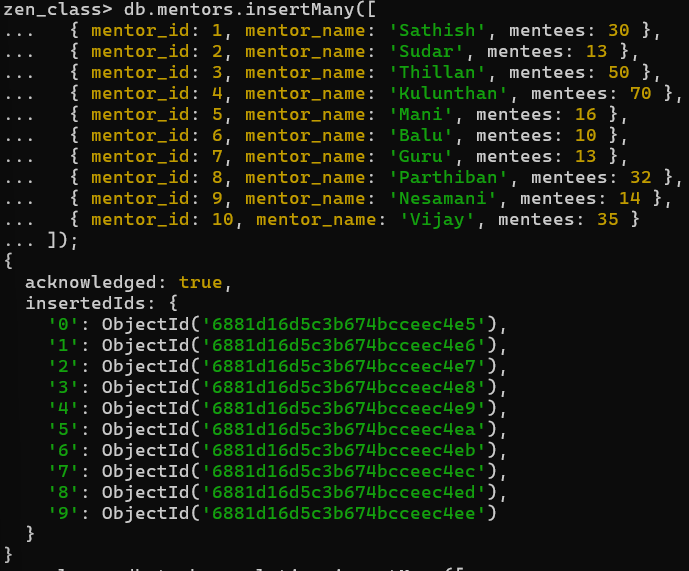 zen_class> db.mentors.insertMany([
...   { mentor_id: 1, mentor_name: 'Sathish', mentees: 30 },
...   { mentor_id: 2, mentor_name: 'Sudar', mentees: 13 },
...   { mentor_id: 3, mentor_name: 'Thillan', mentees: 50 },
...   { mentor_id: 4, mentor_name: 'Kulunthan', mentees: 70 },
...   { mentor_id: 5, mentor_name: 'Mani', mentees: 16 },
...   { mentor_id: 6, mentor_name: 'Balu', mentees: 10 },
...   { mentor_id: 7, mentor_name: 'Guru', mentees: 13 },
...   { mentor_id: 8, mentor_name: 'Parthiban', mentees: 32 },
...   { mentor_id: 9, mentor_name: 'Nesamani', mentees: 14 },
...   { mentor_id: 10, mentor_name: 'Vijay', mentees: 35 }
... ]);
{
  acknowledged: true,
  insertedIds: {
    '0': ObjectId('6881d16d5c3b674bcceec4e5'),
    '1': ObjectId('6881d16d5c3b674bcceec4e6'),
    '2': ObjectId('6881d16d5c3b674bcceec4e7'),
    '3': ObjectId('6881d16d5c3b674bcceec4e8'),
    '4': ObjectId('6881d16d5c3b674bcceec4e9'),
    '5': ObjectId('6881d16d5c3b674bcceec4ea'),
    '6': ObjectId('6881d16d5c3b674bcceec4eb'),
    '7': ObjectId('6881d16d5c3b674bcceec4ec'),
    '8': ObjectId('6881d16d5c3b674bcceec4ed'),
    '9': ObjectId('6881d16d5c3b674bcceec4ee')
  }
}